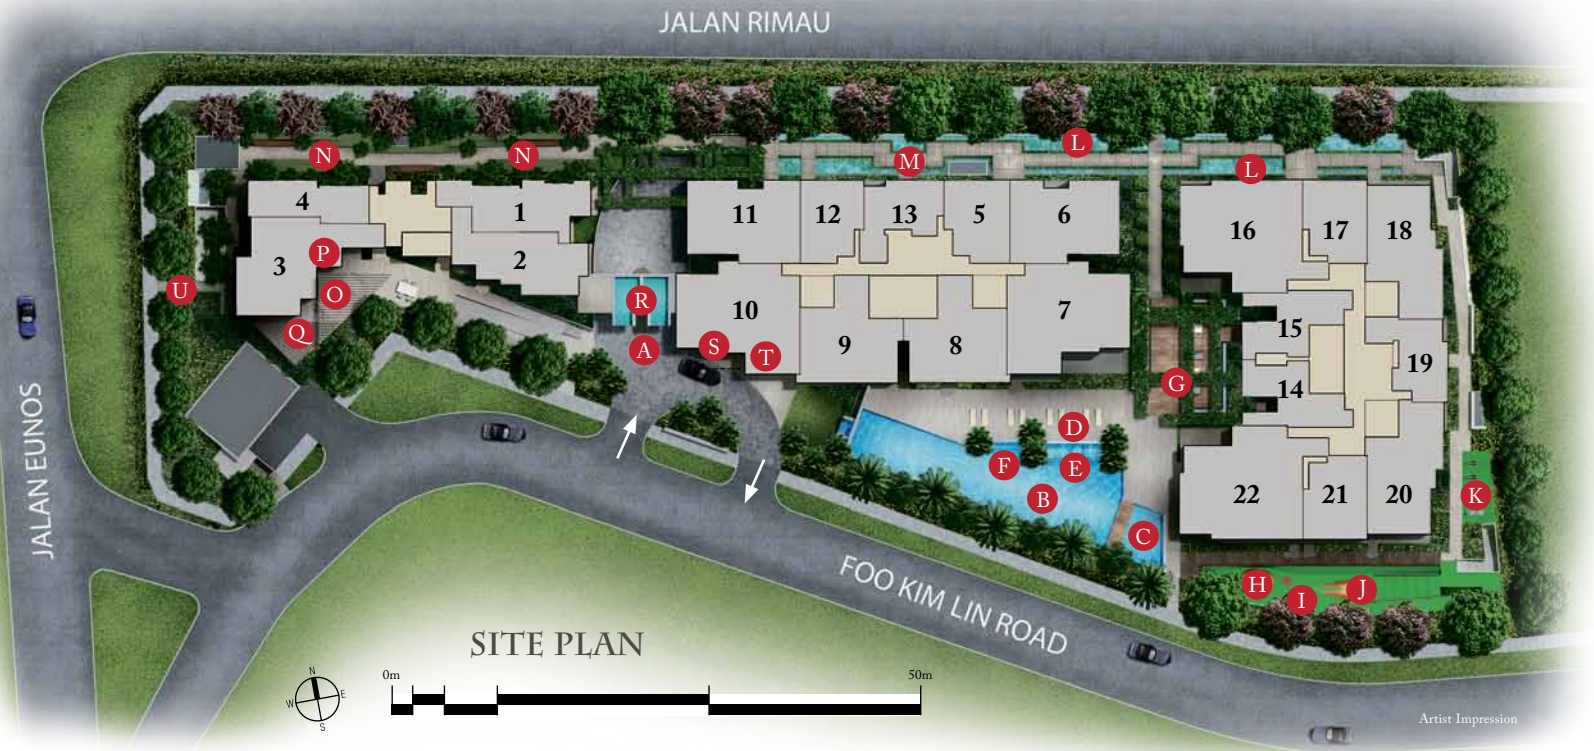 JALAN RIMAU
N
N
M
L
L
4
1
11
12
13
5
6
16
17
18
3
P
2
U
O
Q
R
A
10
S
T
9
8
7
G
15
14
19
D
F
E
B
C
22
21
20
K
H
I
J
JALAN EUNOS
FOO KIM LIN ROAD
SITE PLAN
N
W E
S
0m 50m
Artist Impression